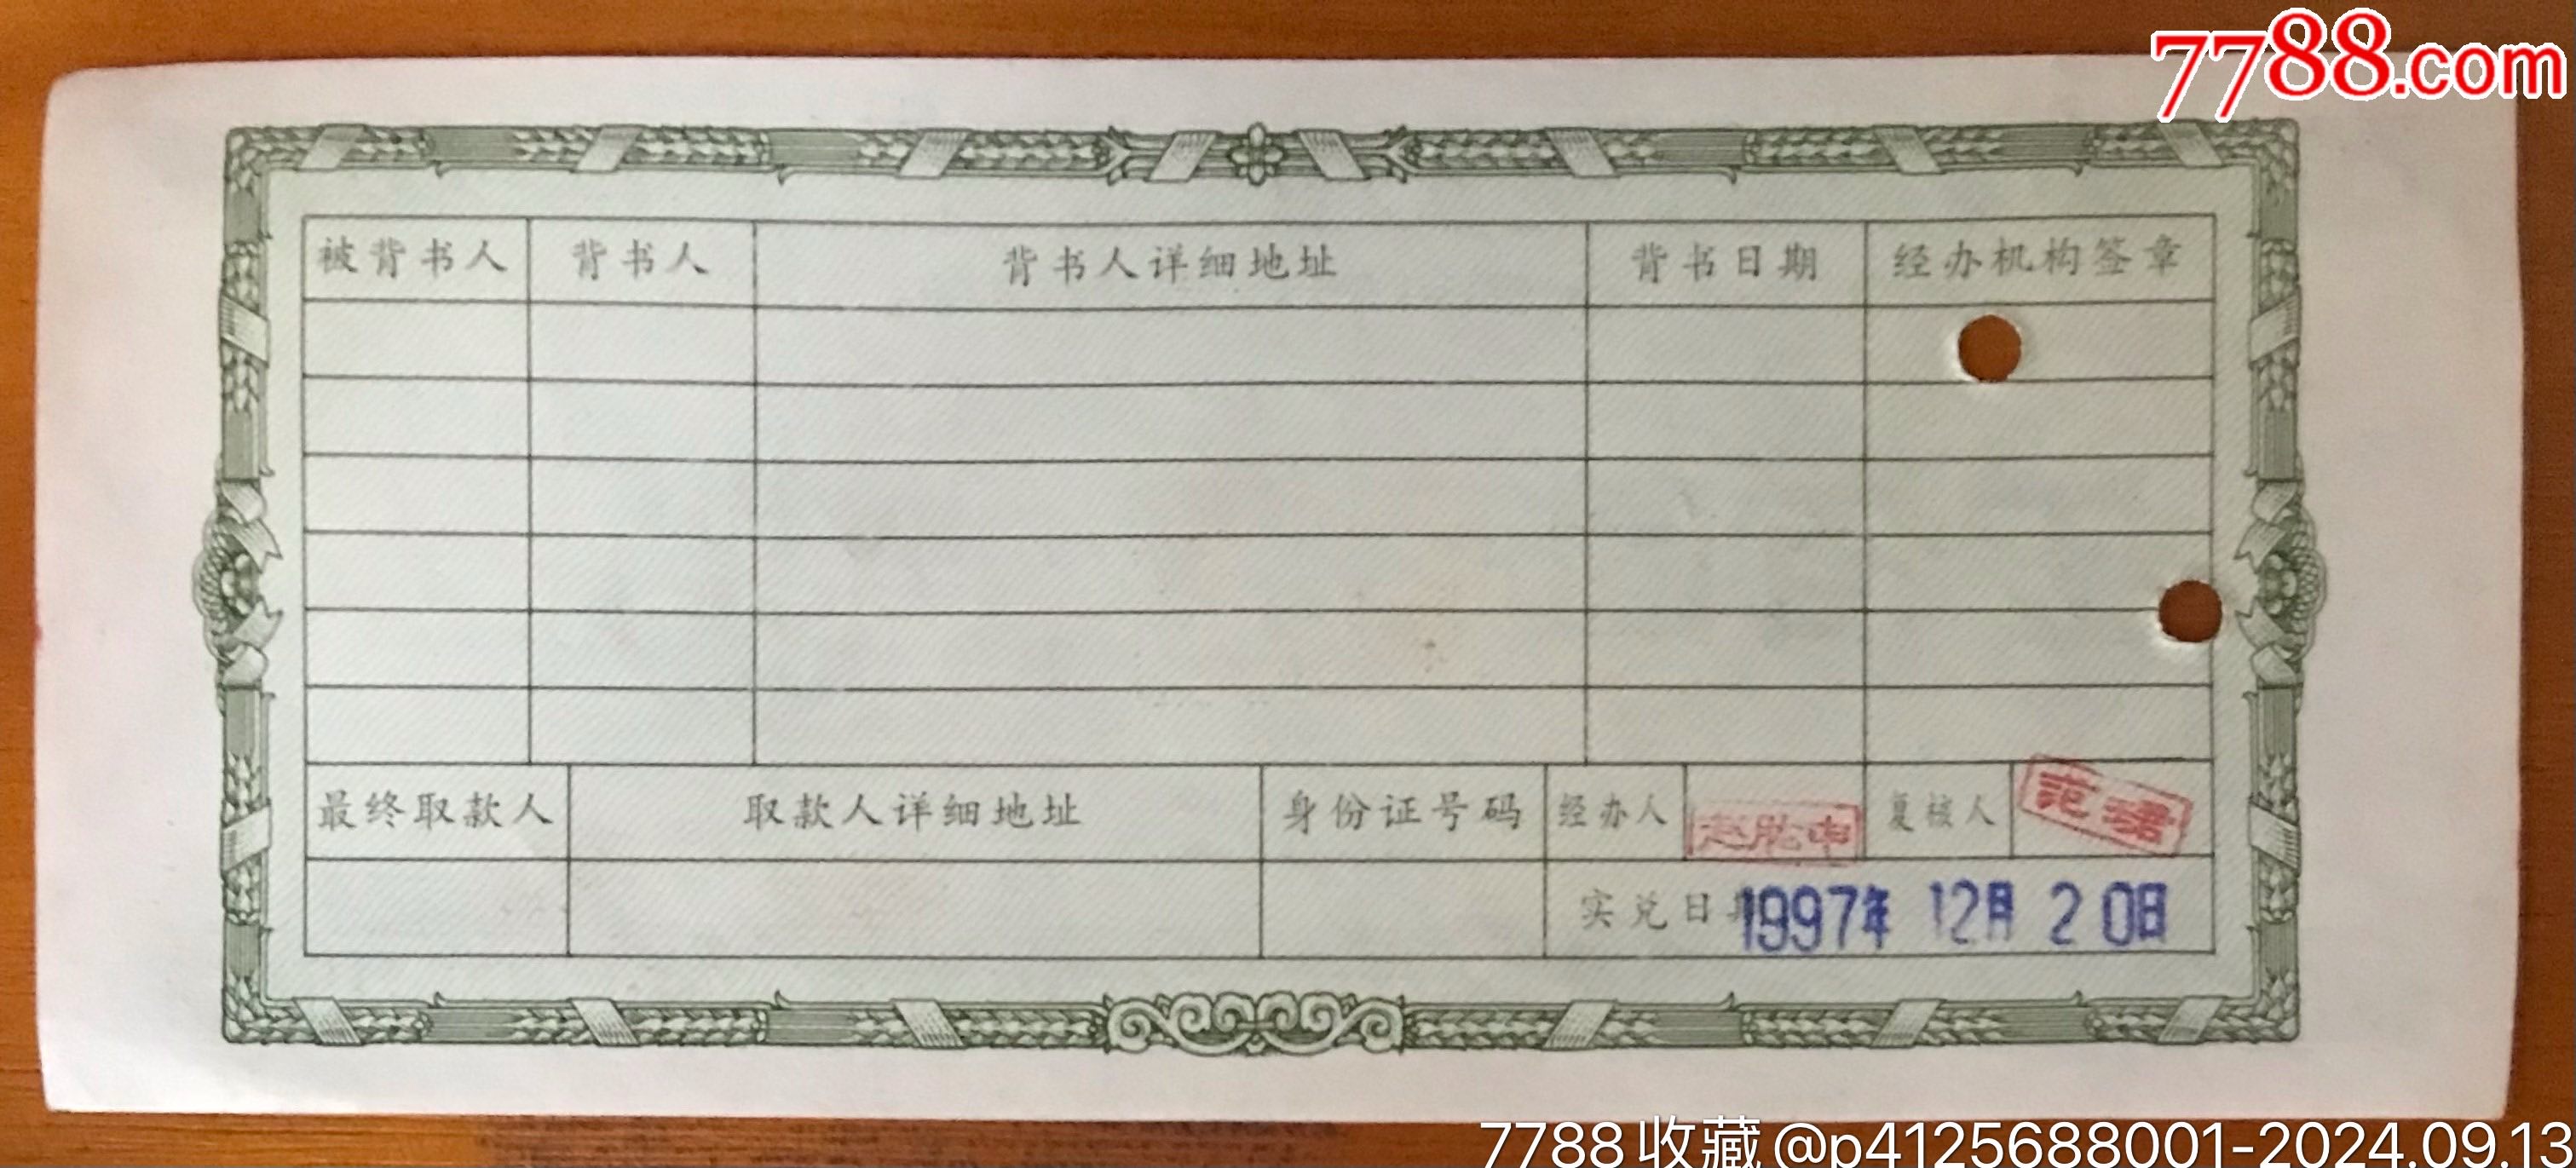 7788.com
被背书人 背书人 背书人详细地址 背书日期 经办机构签章
最终取款人 取款人详细地址 身份证号码 经办人 复核人 范珺
实兑日期 1997年 12月 20日
7788收藏@p4125688001-2024.09.13